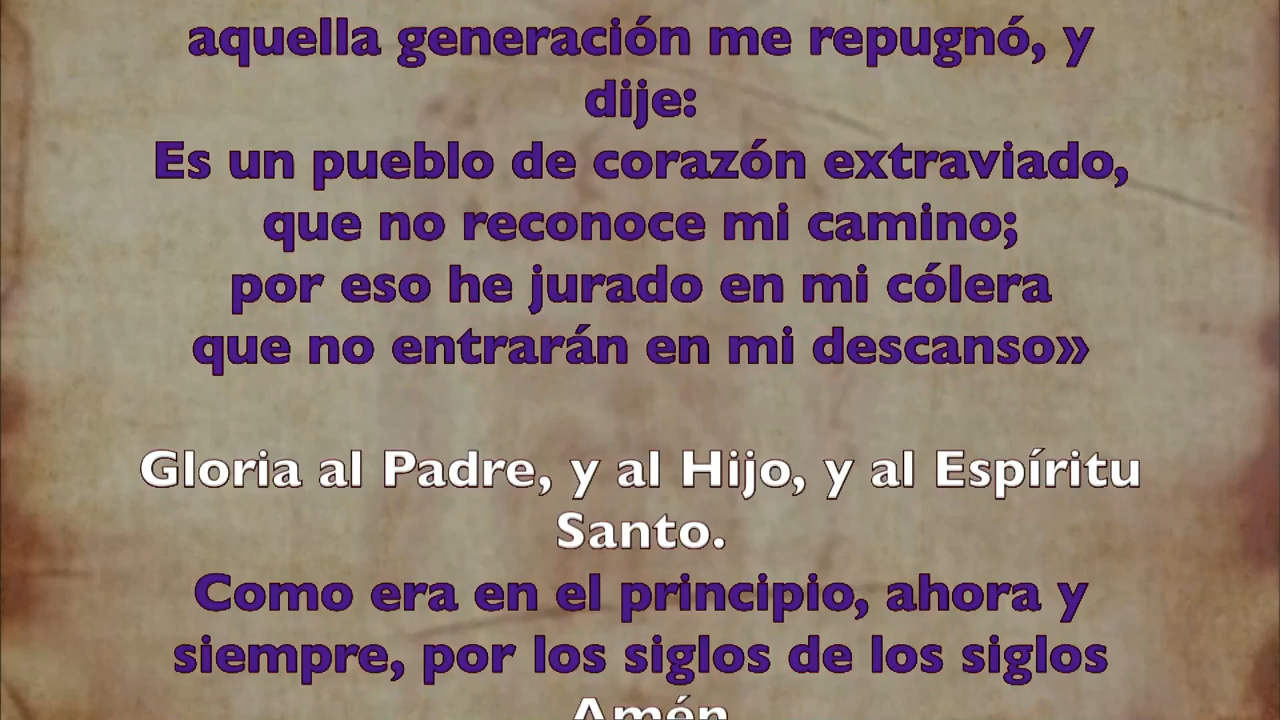 aquella generación me repugnó, y
dije:
Es un pueblo de corazón extraviado,
que no reconoce mi camino;
por eso he jurado en mi cólera
que no entrarán en mi descanso»
Gloria al Padre, y al Hijo, y al Espíritu
Santo.
Como era en el principio, ahora y
siempre, por los siglos de los siglos
Amén